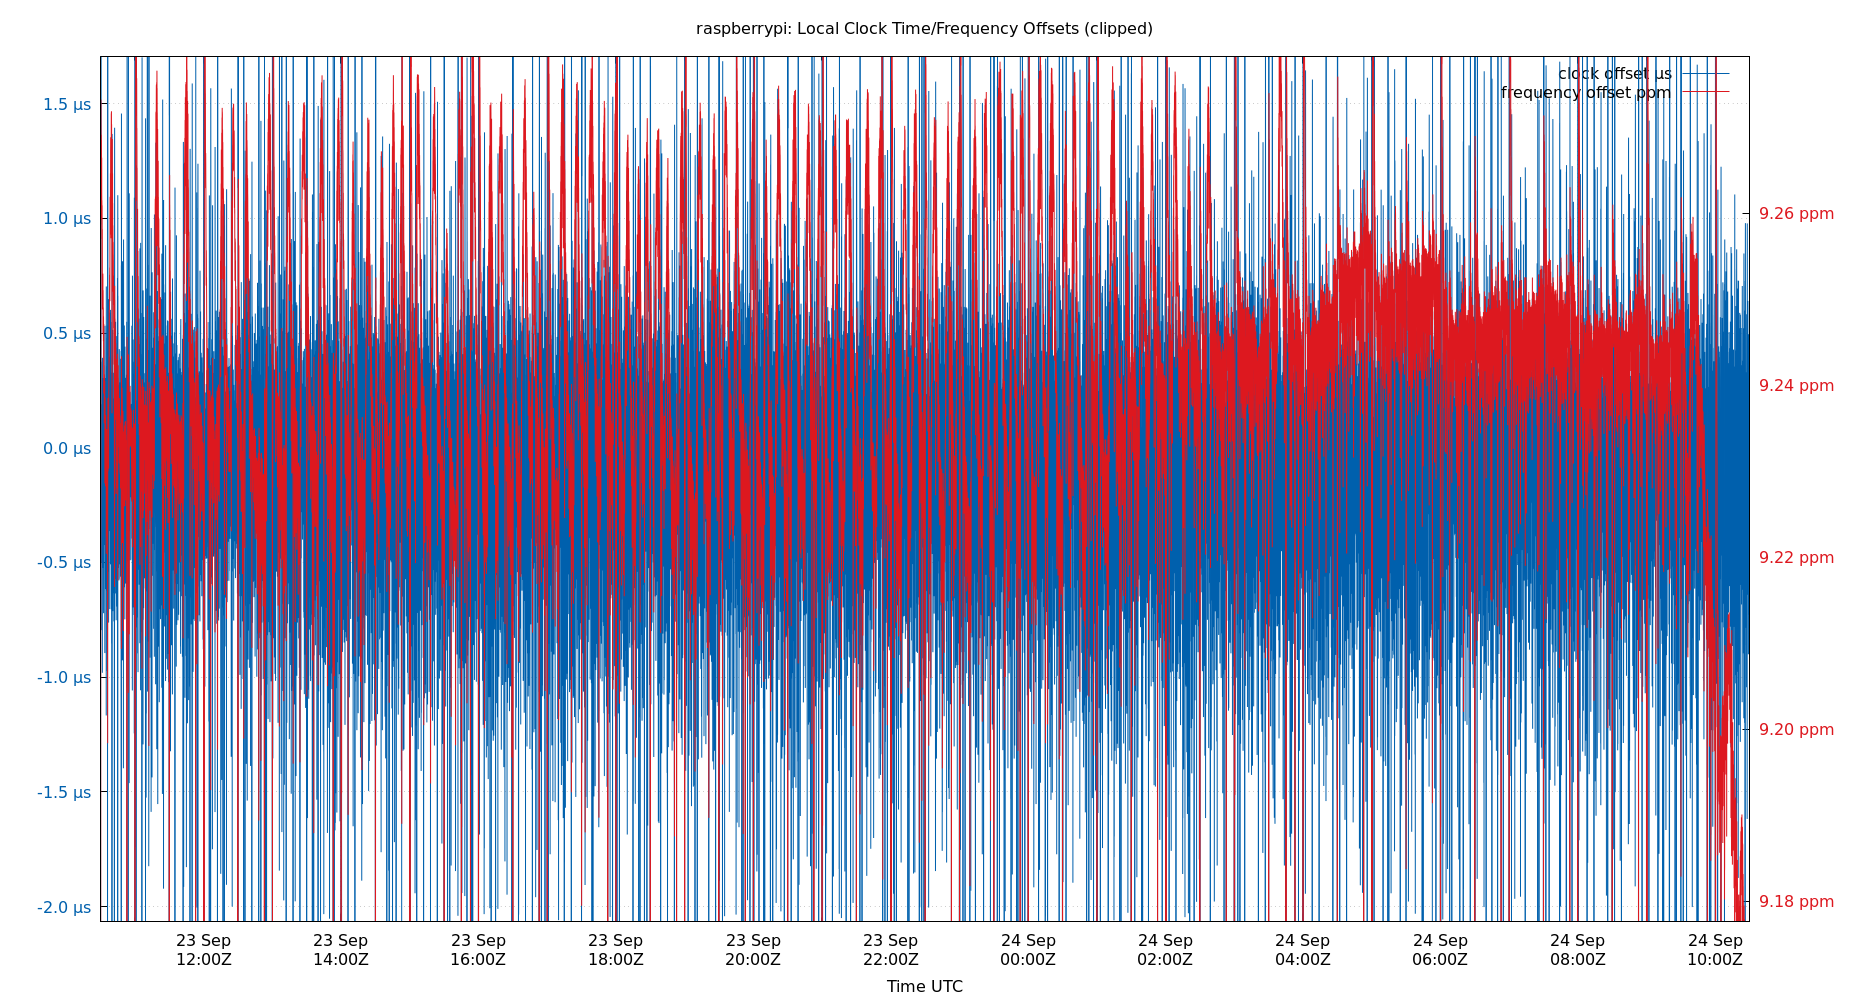 raspberrypi: Local Clock Time/Frequency Offsets (clipped)
clock offset µs
frequency offset ppm
1.5 µs
1.0 µs
0.5 µs
0.0 µs
-0.5 µs
-1.0 µs
-1.5 µs
-2.0 µs
9.26 ppm
9.24 ppm
9.22 ppm
9.20 ppm
9.18 ppm
23 Sep 23 Sep 23 Sep 23 Sep 23 Sep 23 Sep 24 Sep 24 Sep 24 Sep 24 Sep 24 Sep 24 Sep
12:00Z 14:00Z 16:00Z 18:00Z 20:00Z 22:00Z 00:00Z 02:00Z 04:00Z 06:00Z 08:00Z 10:00Z
Time UTC